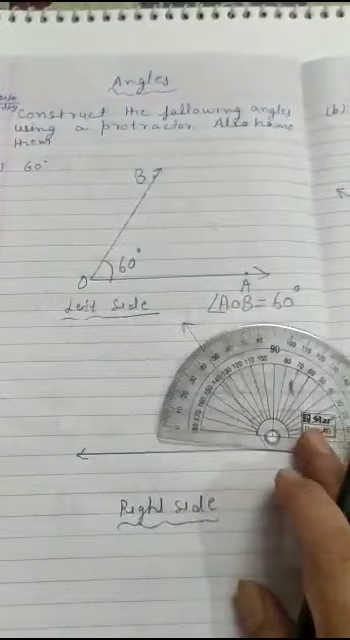 Angles
Construct the following angles
using a protractor. Also name
them
60°
(b)
B
60°
O
A
Left side
∠AOB = 60°
90
Star
Right side